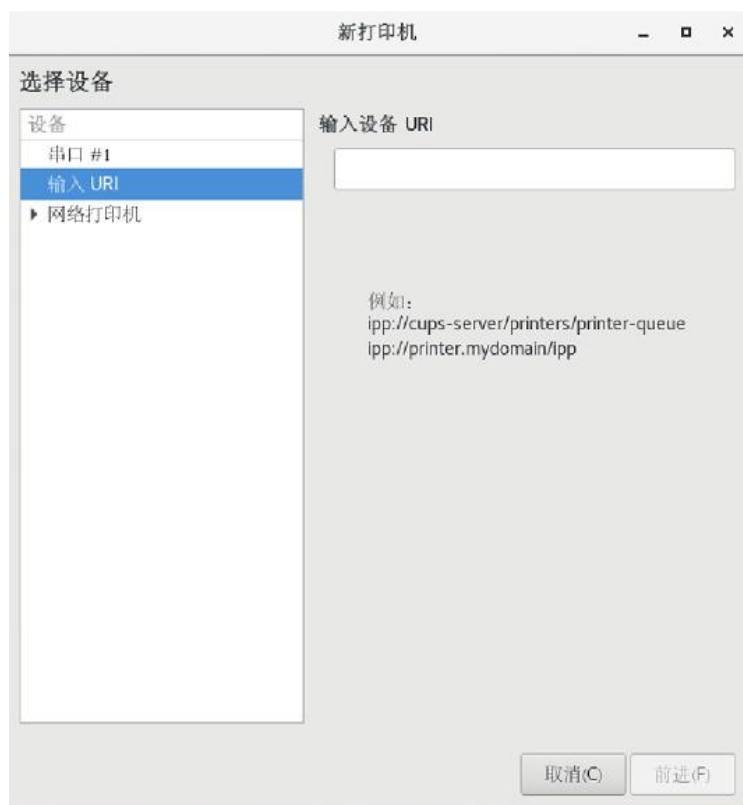 新打印机
选择设备
设备
串口 #1
输入 URI
网络打印机
输入设备 URI
例如：
ipp://cups-server/printers/printer-queue
ipp://printer.mydomain/ipp
取消(C)
前进(F)